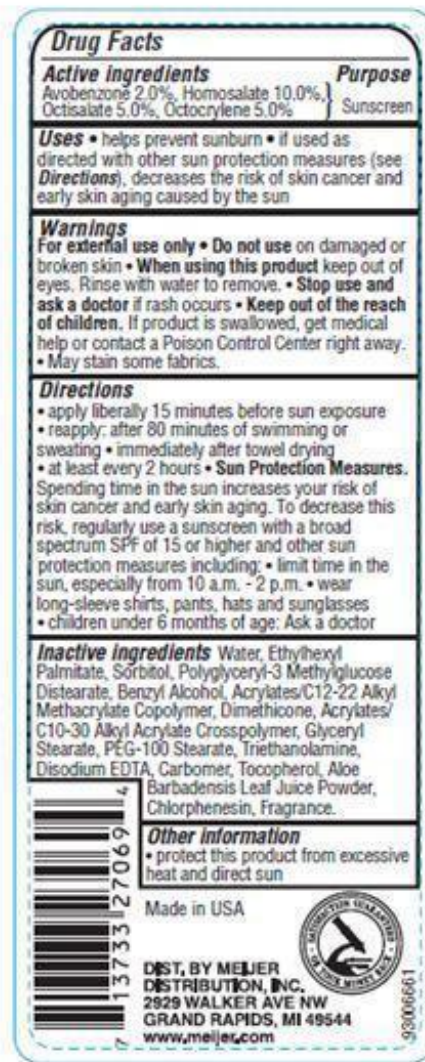 Drug Facts
Active ingredients Purpose
Avobenzone 2.0%, Homosalate 10.0%,
Octisalate 5.0%, Octocrylene 5.0% } Sunscreen
Uses • helps prevent sunburn • if used as
directed with other sun protection measures (see
Directions), decreases the risk of skin cancer and
early skin aging caused by the sun
Warnings
For external use only • Do not use on damaged or
broken skin • When using this product keep out of
eyes. Rinse with water to remove. • Stop use and
ask a doctor if rash occurs • Keep out of the reach
of children. If product is swallowed, get medical
help or contact a Poison Control Center right away.
• May stain some fabrics.
Directions
• apply liberally 15 minutes before sun exposure
• reapply: after 80 minutes of swimming or
sweating • immediately after towel drying
• at least every 2 hours • Sun Protection Measures.
Spending time in the sun increases your risk of
skin cancer and early skin aging. To decrease this
risk, regularly use a sunscreen with a broad
spectrum SPF of 15 or higher and other sun
protection measures including: • limit time in the
sun, especially from 10 a.m. - 2 p.m. • wear
long-sleeve shirts, pants, hats and sunglasses
• children under 6 months of age: Ask a doctor
Inactive ingredients Water, Ethylhexyl
Palmitate, Sorbitol, Polyglyceryl-3 Methylglucose
Distearate, Benzyl Alcohol, Acrylates/C12-22 Alkyl
Methacrylate Copolymer, Dimethicone, Acrylates/
C10-30 Alkyl Acrylate Crosspolymer, Glyceryl
Stearate, PEG-100 Stearate, Triethanolamine,
Disodium EDTA, Carbomer, Tocopherol, Aloe
Barbadensis Leaf Juice Powder,
Chlorphenesin, Fragrance.
Other information
• protect this product from excessive
heat and direct sun
7 13733 27069 4
Made in USA
SATISFACTION GUARANTEED
OR YOUR MONEY BACK
DIST. BY MEIJER
DISTRIBUTION, INC.
2929 WALKER AVE NW
GRAND RAPIDS, MI 49544
www.meijer.com
93006661